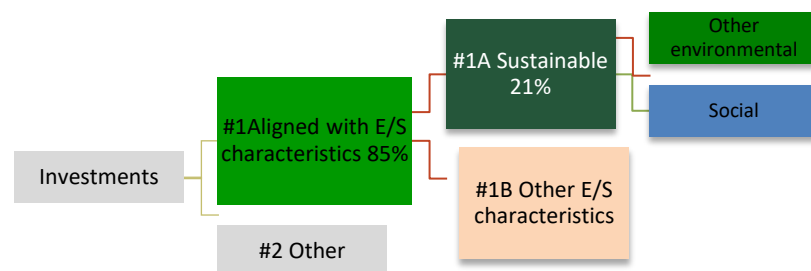 Investments
#1Aligned with E/S
characteristics 85%
#2 Other
#1A Sustainable
21%
#1B Other E/S
characteristics
Other
environmental
Social